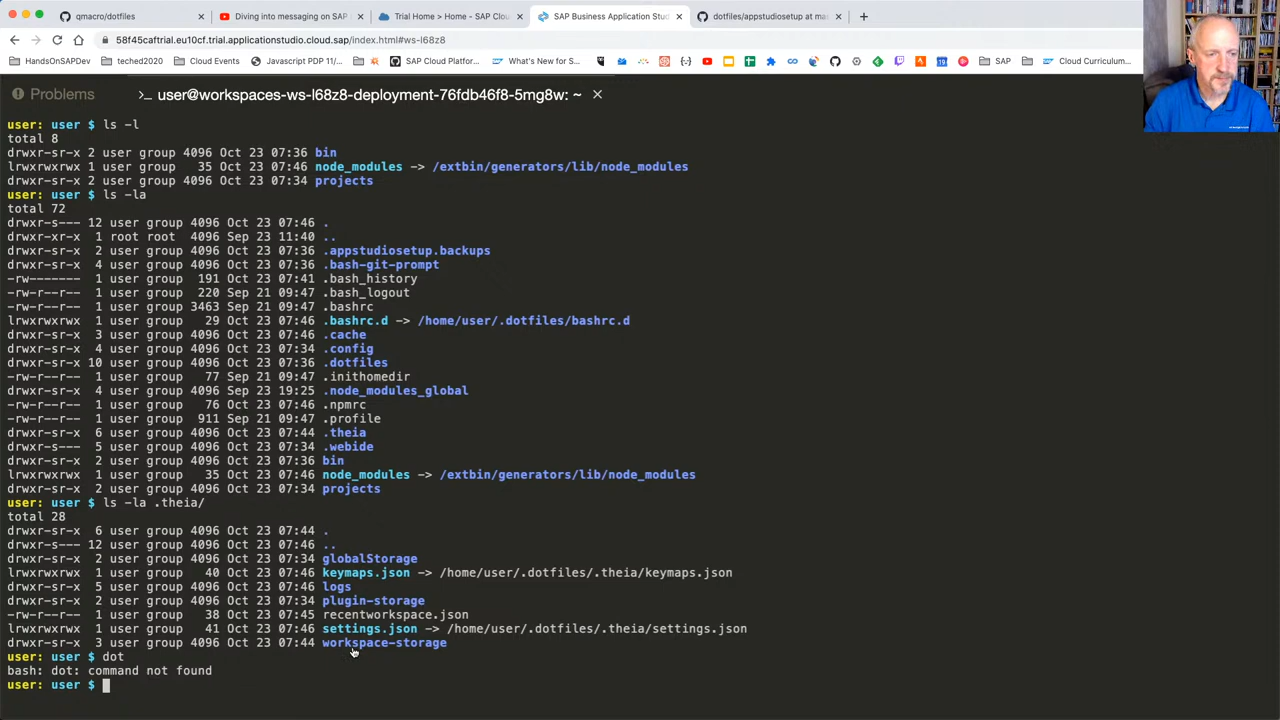 qmacro/dotfiles
Diving into messaging on SAP
Trial Home > Home - SAP Cloud
SAP Business Application Stu
dotfiles/appstudiosetup at ma
58f45caftrial.eu10cf.trial.applicationstudio.cloud.sap/index.html#ws-l68z8
HandsOnSAPDev
teched2020
Cloud Events
Javascript PDP 11/...
SAP Cloud Platfor...
What's New for S...
SAP
Cloud Curriculum...
Problems
>_ user@workspaces-ws-l68z8-deployment-76fdb46f8-5mg8w: ~
user: user $ ls -l
total 8
drwxr-sr-x 2 user group 4096 Oct 23 07:36 bin
lrwxrwxrwx 1 user group   35 Oct 23 07:46 node_modules -> /extbin/generators/lib/node_modules
drwxr-sr-x 2 user group 4096 Oct 23 07:34 projects
user: user $ ls -la
total 72
drwxr-s--- 12 user group 4096 Oct 23 07:46 .
drwxr-xr-x  1 root root  4096 Sep 23 11:40 ..
drwxr-sr-x  2 user group 4096 Oct 23 07:36 .appstudiosetup.backups
drwxr-sr-x  4 user group 4096 Oct 23 07:36 .bash-git-prompt
-rw-------  1 user group  191 Oct 23 07:41 .bash_history
-rw-r--r--  1 user group  220 Sep 21 09:47 .bash_logout
-rw-r--r--  1 user group 3463 Sep 21 09:47 .bashrc
lrwxrwxrwx  1 user group   29 Oct 23 07:46 .bashrc.d -> /home/user/.dotfiles/bashrc.d
drwxr-sr-x  3 user group 4096 Oct 23 07:46 .cache
drwxr-sr-x  4 user group 4096 Oct 23 07:34 .config
drwxr-sr-x 10 user group 4096 Oct 23 07:36 .dotfiles
-rw-r--r--  1 user group   77 Sep 21 09:47 .inithomedir
drwxr-sr-x  4 user group 4096 Sep 23 19:25 .node_modules_global
-rw-r--r--  1 user group   76 Oct 23 07:46 .npmrc
-rw-r--r--  1 user group  911 Sep 21 09:47 .profile
drwxr-sr-x  6 user group 4096 Oct 23 07:44 .theia
drwxr-sr-x  5 user group 4096 Oct 23 07:46 .webide
drwxr-sr-x  2 user group 4096 Oct 23 07:36 bin
lrwxrwxrwx  1 user group   35 Oct 23 07:46 node_modules -> /extbin/generators/lib/node_modules
drwxr-sr-x  2 user group 4096 Oct 23 07:34 projects
user: user $ ls -la .theia/
total 28
drwxr-sr-x  6 user group 4096 Oct 23 07:44 .
drwxr-s--- 12 user group 4096 Oct 23 07:46 ..
drwxr-sr-x  2 user group 4096 Oct 23 07:34 globalStorage
lrwxrwxrwx  1 user group   40 Oct 23 07:46 keymaps.json -> /home/user/.dotfiles/.theia/keymaps.json
drwxr-sr-x  5 user group 4096 Oct 23 07:46 logs
drwxr-sr-x  2 user group 4096 Oct 23 07:34 plugin-storage
-rw-r--r--  1 user group   38 Oct 23 07:45 recentworkspace.json
lrwxrwxrwx  1 user group   41 Oct 23 07:46 settings.json -> /home/user/.dotfiles/.theia/settings.json
drwxr-sr-x  3 user group 4096 Oct 23 07:44 workspace-storage
user: user $ dot
bash: dot: command not found
user: user $